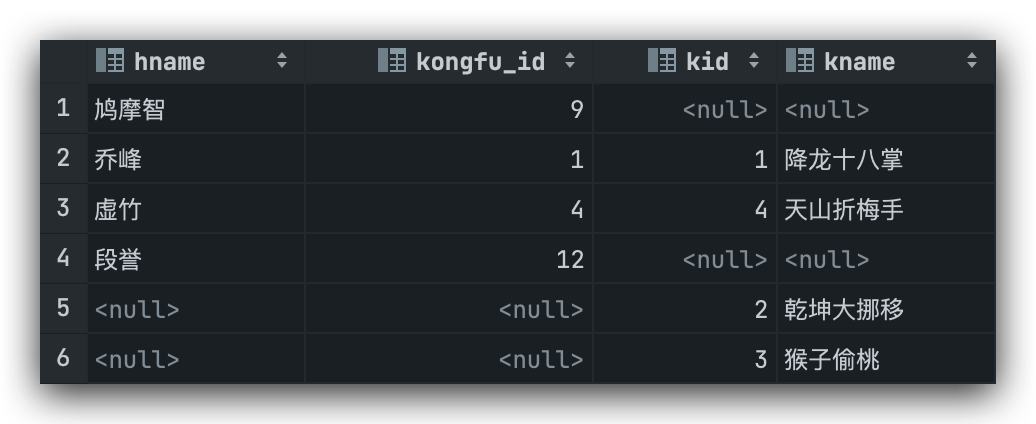 hname kongfu_id kid kname
1 鸠摩智 9 <null> <null>
2 乔峰 1 1 降龙十八掌
3 虚竹 4 4 天山折梅手
4 段誉 12 <null> <null>
5 <null> <null> 2 乾坤大挪移
6 <null> <null> 3 猴子偷桃